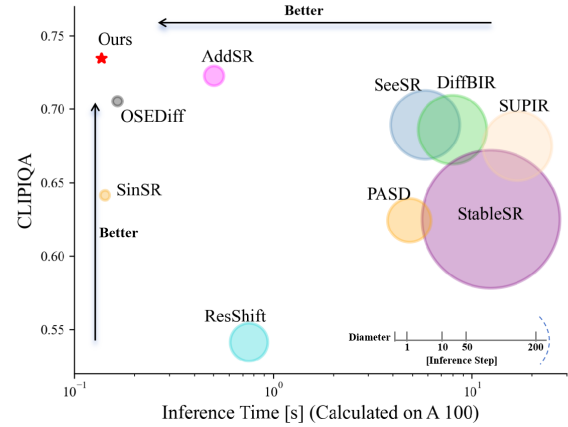 Better
0.75
Ours
AddSR
0.70
OSEDiff
SeeSR
DiffBIR
SUPIR
CLIPIQA
0.65
SinSR
PASD
StableSR
Better
0.60
ResShift
0.55
Diameter
1 10 50 200
[Inference Step]
10⁻¹ 10⁰ 10¹
Inference Time [s] (Calculated on A 100)